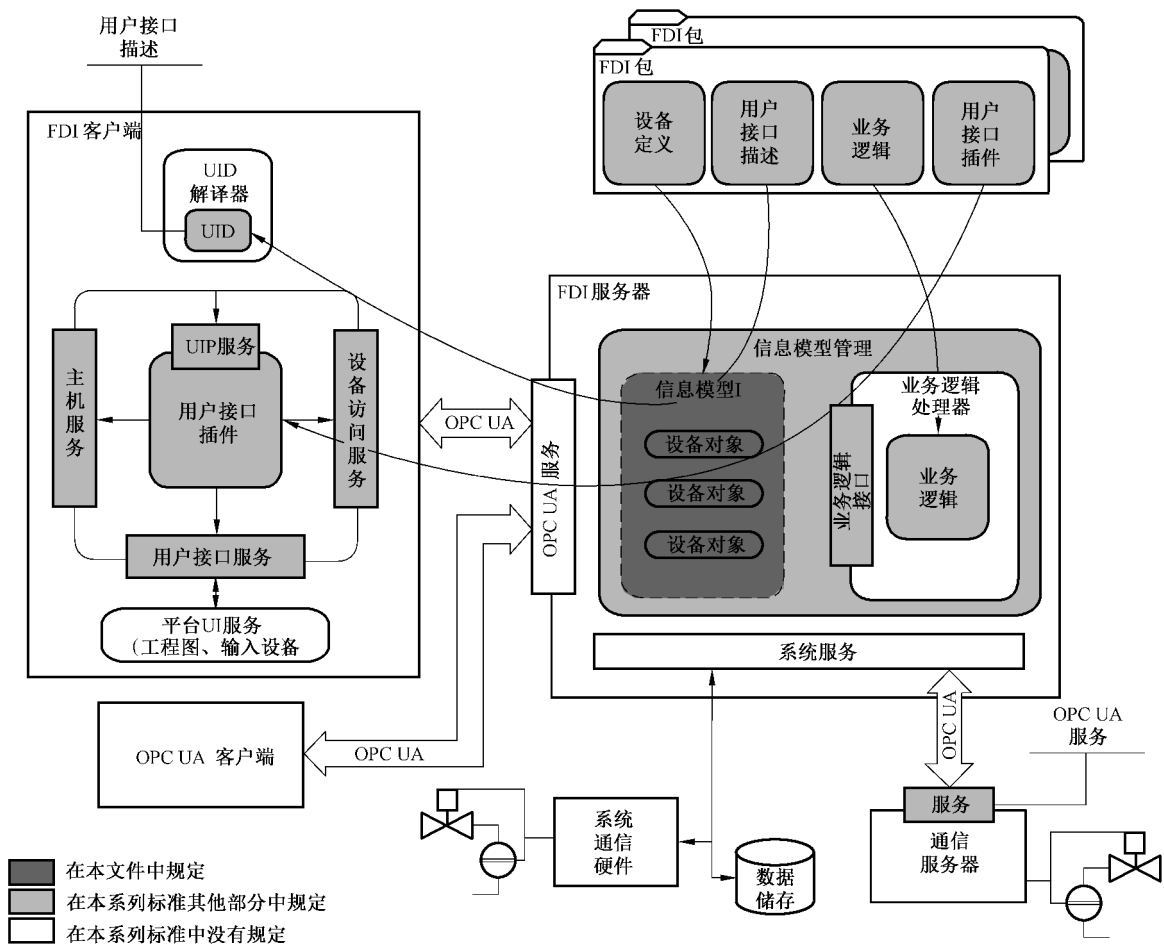 用户接口
描述
FDI包
FDI 包
设备
定义
用户
接口
描述
业务
逻辑
用户
接口
插件
FDI 客户端
UID
解译器
UID
UIP服务
主机服务
用户接口
插件
设备访问服务
用户接口服务
平台UI服务
(工程图、输入设备
OPC UA
FDI 服务器
OPC UA 服务
信息模型管理
信息模型I
设备对象
设备对象
设备对象
业务逻辑
处理器
业务逻辑
接口
业务
逻辑
系统服务
OPC UA 客户端
OPC UA
OPC UA
OPC UA
服务
服务
通信
服务器
系统
通信
硬件
数据
储存
在本文件中规定
在本系列标准其他部分中规定
在本系列标准中没有规定